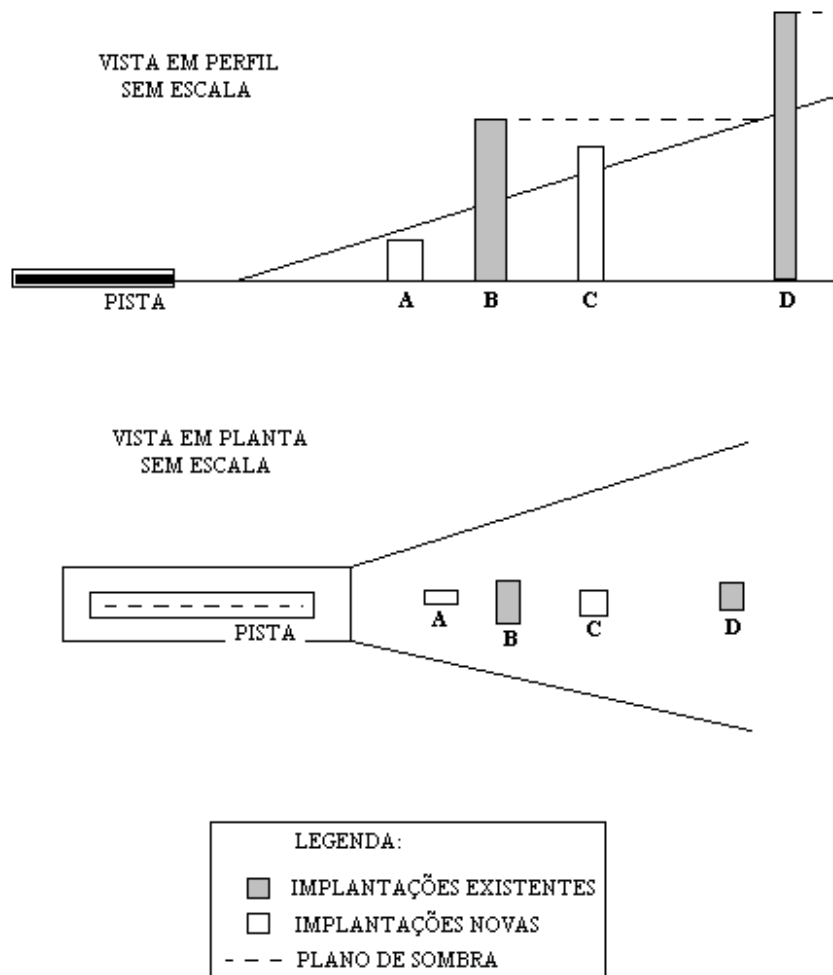 VISTA EM PERFIL
SEM ESCALA
PISTA
A
B
C
D
VISTA EM PLANTA
SEM ESCALA
PISTA
A
B
C
D
LEGENDA:
IMPLANTAÇÕES EXISTENTES
IMPLANTAÇÕES NOVAS
PLANO DE SOMBRA